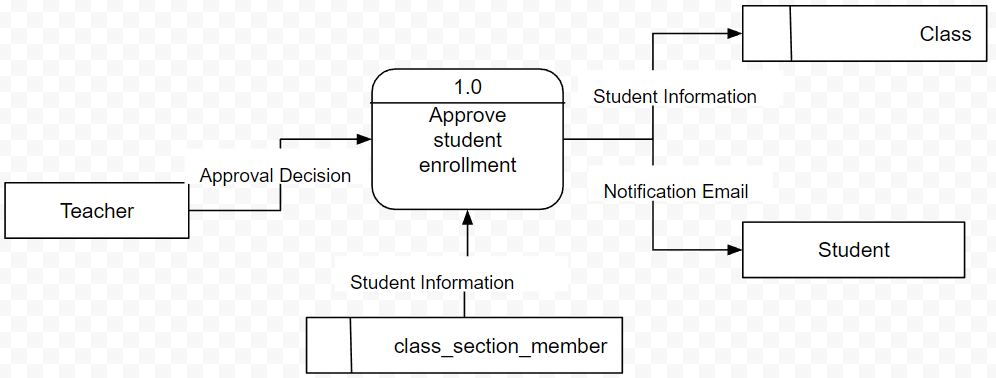 Class
1.0
Approve
student
enrollment
Student Information
Approval Decision
Notification Email
Teacher
Student
Student Information
class_section_member